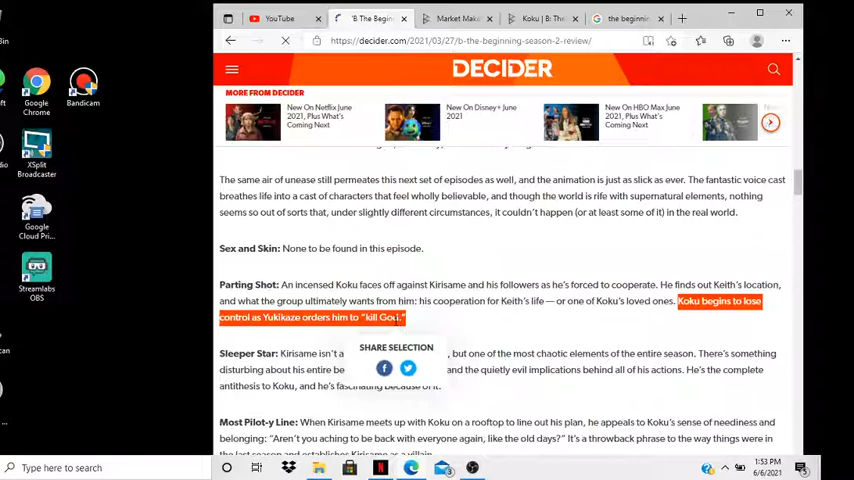 YouTube
'B The Begin
Market Mak
Koku | B: The
the beginnin
https://decider.com/2021/03/27/b-the-beginning-season-2-review/
DECIDER
MORE FROM DECIDER
New On Netflix June
2021, Plus What's
Coming Next
New On Disney+ June
2021
New On HBO Max June
2021, Plus What's
Coming Next
The same air of unease still permeates this next set of episodes as well, and the animation is just as slick as ever. The fantastic voice cast
breathes life into a cast of characters that feel wholly believable, and though the world is rife with supernatural elements, nothing
seems so out of sorts that, under slightly different circumstances, it couldn't happen (or at least some of it) in the real world.
Sex and Skin: None to be found in this episode.
Parting Shot: An incensed Koku faces off against Kirisame and his followers as he's forced to cooperate. He finds out Keith's location,
and what the group ultimately wants from him: his cooperation for Keith's life — or one of Koku's loved ones. Koku begins to lose
control as Yukikaze orders him to "kill God."
SHARE SELECTION
Sleeper Star: Kirisame isn't a but one of the most chaotic elements of the entire season. There's something
disturbing about his entire be and the quietly evil implications behind all of his actions. He's the complete
antithesis to Koku, and he's fascinating because of it.
Most Pilot-y Line: When Kirisame meets up with Koku on a rooftop to line out his plan, he appeals to Koku's sense of neediness and
belonging: "Aren't you aching to be back with everyone again, like the old days?" It's a throwback phrase to the way things were in
the last season and establishes Kirisame as a villain.
Google
Chrome
Bandicam
XSplit
Broadcaster
Google
Cloud Pri...
Streamlabs
OBS
Type here to search
3
1:53 PM
6/6/2021
5